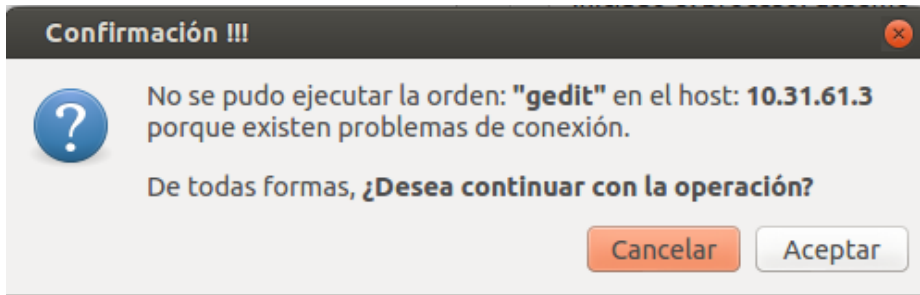 Confirmación !!!
No se pudo ejecutar la orden: "gedit" en el host: 10.31.61.3
porque existen problemas de conexión.
De todas formas, ¿Desea continuar con la operación?
Cancelar
Aceptar